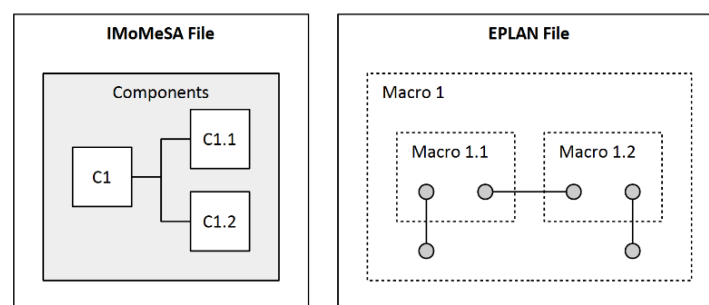 IMoMeSA File
Components
C1
C1.1
C1.2
EPLAN File
Macro 1
Macro 1.1
Macro 1.2